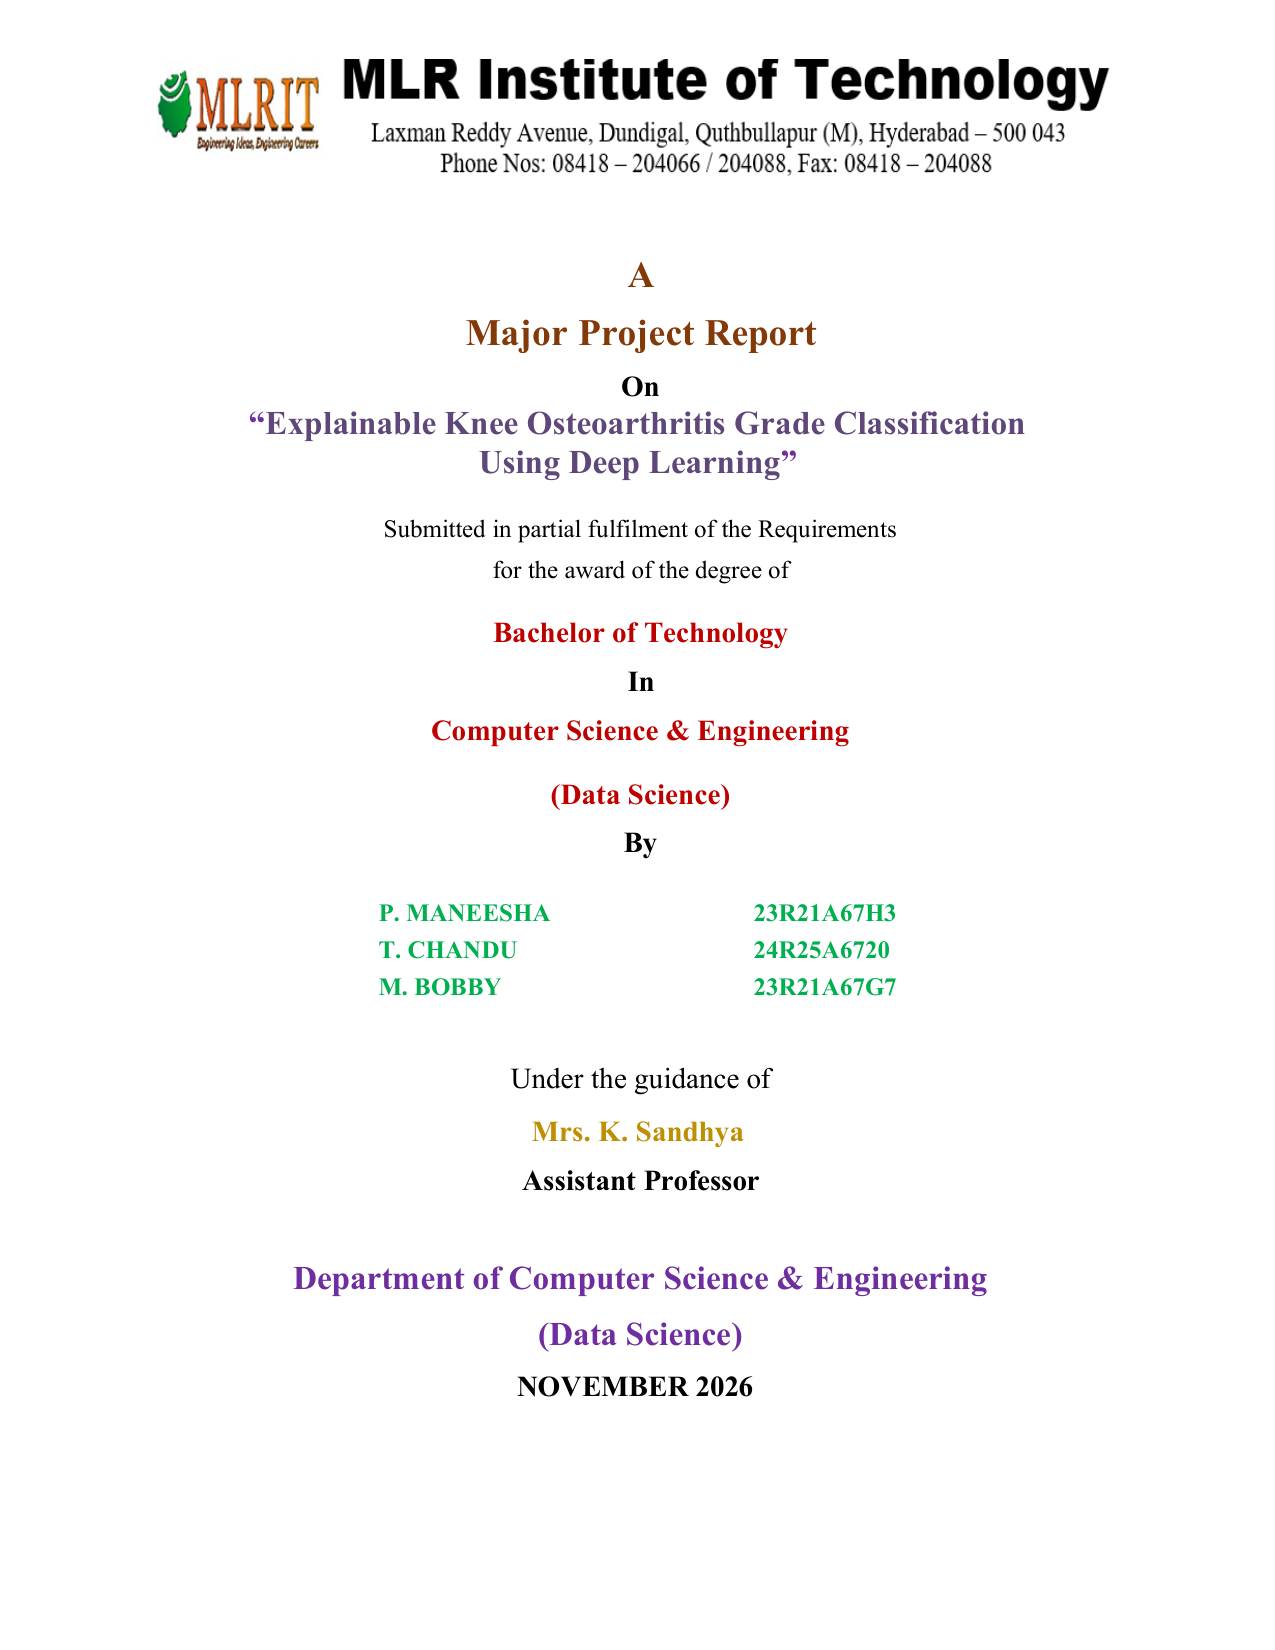 MLRIT
Engineering Ideas, Engineering Careers
MLR Institute of Technology
Laxman Reddy Avenue, Dundigal, Quthbullapur (M), Hyderabad – 500 043
Phone Nos: 08418 – 204066 / 204088, Fax: 08418 – 204088
A
Major Project Report
On
“Explainable Knee Osteoarthritis Grade Classification
Using Deep Learning”
Submitted in partial fulfilment of the Requirements
for the award of the degree of
Bachelor of Technology
In
Computer Science & Engineering
(Data Science)
By
P. MANEESHA 23R21A67H3
T. CHANDU 24R25A6720
M. BOBBY 23R21A67G7
Under the guidance of
Mrs. K. Sandhya
Assistant Professor
Department of Computer Science & Engineering
(Data Science)
NOVEMBER 2026